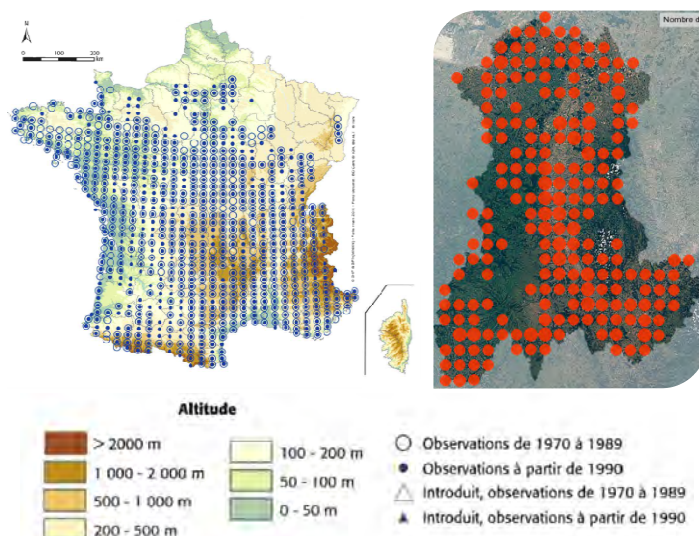 N
0 100 200
km
Nombre d
Altitude
> 2000 m
1 000 - 2 000 m
500 - 1 000 m
200 - 500 m
100 - 200 m
50 - 100 m
0 - 50 m
Observations de 1970 à 1989
Observations à partir de 1990
Introduit, observations de 1970 à 1989
Introduit, observations à partir de 1990